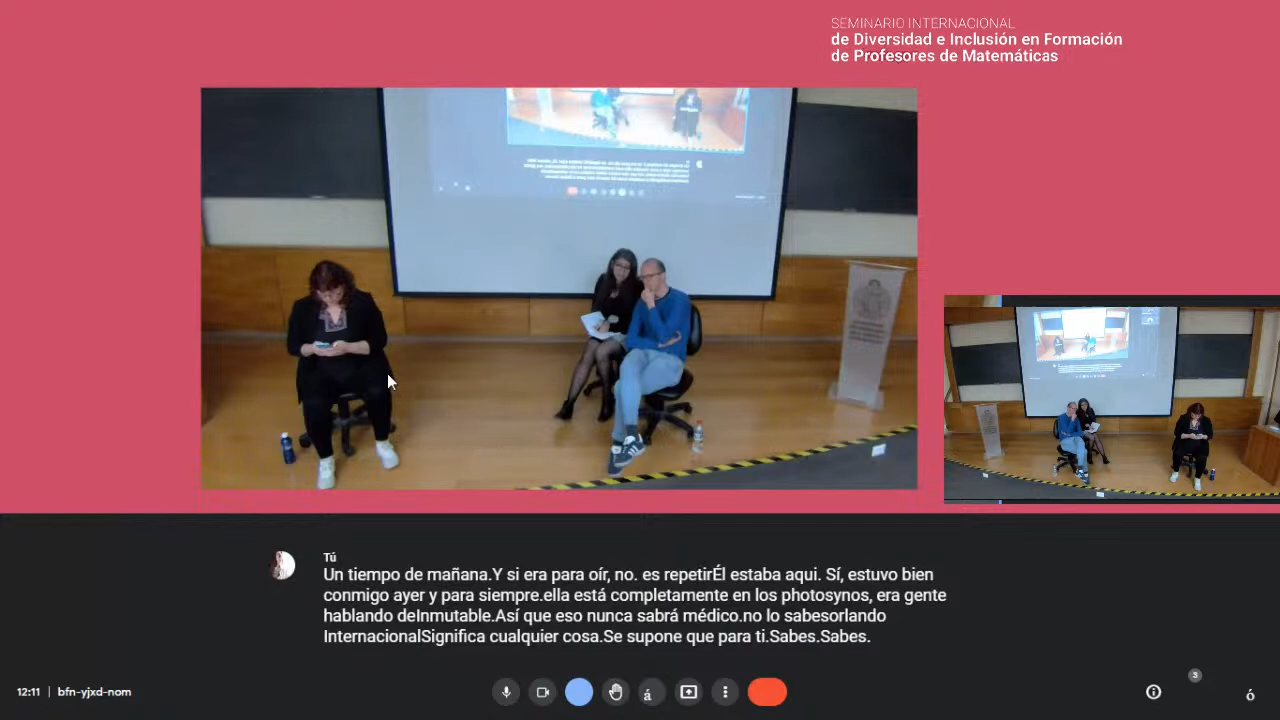 SEMINARIO INTERNACIONAL
de Diversidad e Inclusión en Formación
de Profesores de Matemáticas
Tú
Un tiempo de mañana.Y si era para oír, no. es repetirÉl estaba aqui. Sí, estuvo bien
conmigo ayer y para siempre.ella está completamente en los photosynos, era gente
hablando deInmutable.Así que eso nunca sabrá médico.no lo sabesorlando
InternacionalSignifica cualquier cosa.Se supone que para ti.Sabes.Sabes.
12:11 | bfn-yjxd-nom
á
3
ó